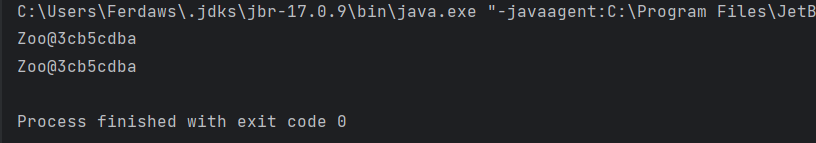 C:\Users\Ferdaws\.jdks\jbr-17.0.9\bin\java.exe "-javaagent:C:\Program Files\JetB
Zoo@3cb5cdba
Zoo@3cb5cdba
Process finished with exit code 0